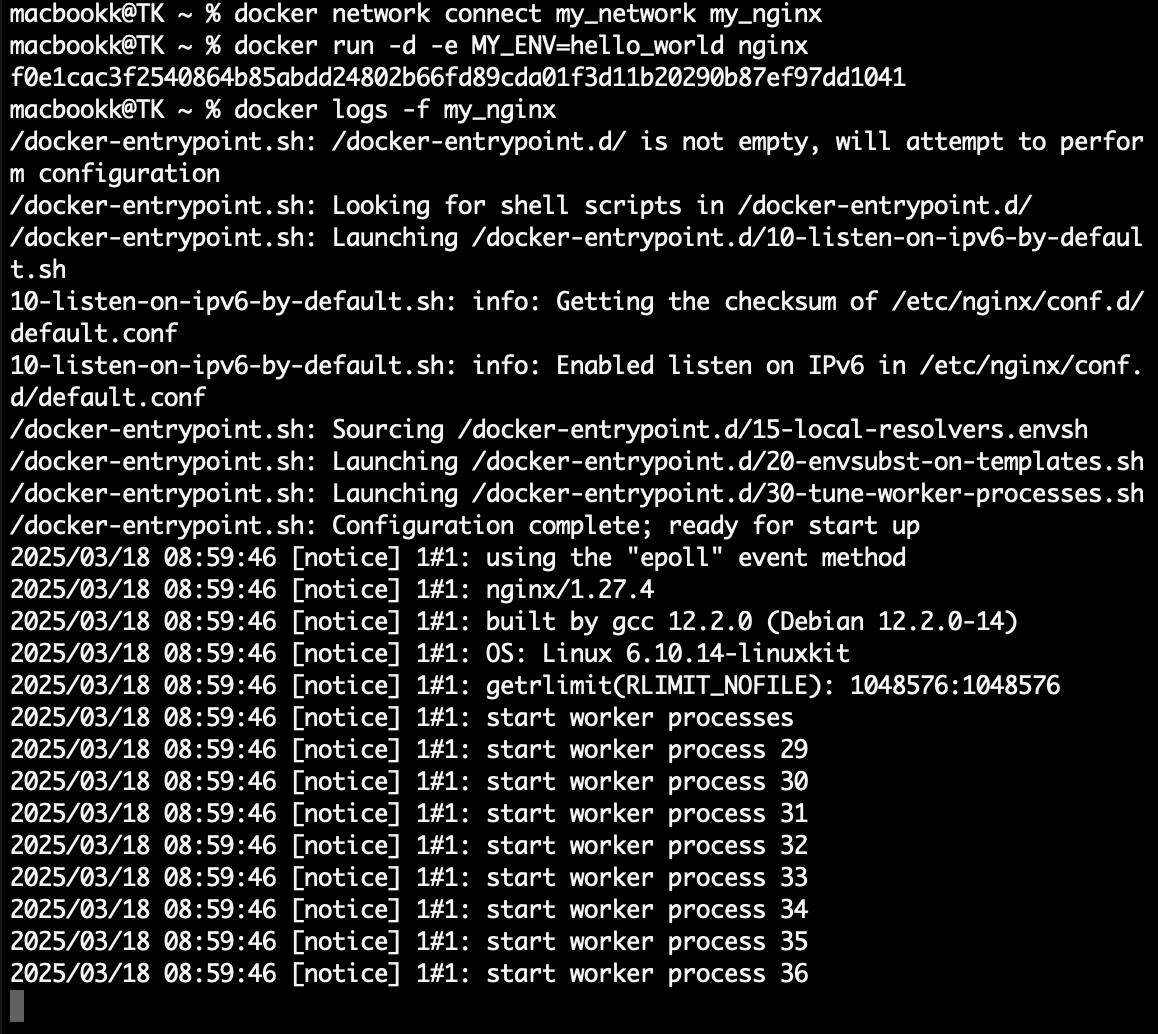 macbookk@TK ~ % docker network connect my_network my_nginx
macbookk@TK ~ % docker run -d -e MY_ENV=hello_world nginx
f0e1cac3f2540864b85abdd24802b66fd89cda01f3d11b20290b87ef97dd1041
macbookk@TK ~ % docker logs -f my_nginx
/docker-entrypoint.sh: /docker-entrypoint.d/ is not empty, will attempt to perfor
m configuration
/docker-entrypoint.sh: Looking for shell scripts in /docker-entrypoint.d/
/docker-entrypoint.sh: Launching /docker-entrypoint.d/10-listen-on-ipv6-by-defaul
t.sh
10-listen-on-ipv6-by-default.sh: info: Getting the checksum of /etc/nginx/conf.d/
default.conf
10-listen-on-ipv6-by-default.sh: info: Enabled listen on IPv6 in /etc/nginx/conf.
d/default.conf
/docker-entrypoint.sh: Sourcing /docker-entrypoint.d/15-local-resolvers.envsh
/docker-entrypoint.sh: Launching /docker-entrypoint.d/20-envsubst-on-templates.sh
/docker-entrypoint.sh: Launching /docker-entrypoint.d/30-tune-worker-processes.sh
/docker-entrypoint.sh: Configuration complete; ready for start up
2025/03/18 08:59:46 [notice] 1#1: using the "epoll" event method
2025/03/18 08:59:46 [notice] 1#1: nginx/1.27.4
2025/03/18 08:59:46 [notice] 1#1: built by gcc 12.2.0 (Debian 12.2.0-14)
2025/03/18 08:59:46 [notice] 1#1: OS: Linux 6.10.14-linuxkit
2025/03/18 08:59:46 [notice] 1#1: getrlimit(RLIMIT_NOFILE): 1048576:1048576
2025/03/18 08:59:46 [notice] 1#1: start worker processes
2025/03/18 08:59:46 [notice] 1#1: start worker process 29
2025/03/18 08:59:46 [notice] 1#1: start worker process 30
2025/03/18 08:59:46 [notice] 1#1: start worker process 31
2025/03/18 08:59:46 [notice] 1#1: start worker process 32
2025/03/18 08:59:46 [notice] 1#1: start worker process 33
2025/03/18 08:59:46 [notice] 1#1: start worker process 34
2025/03/18 08:59:46 [notice] 1#1: start worker process 35
2025/03/18 08:59:46 [notice] 1#1: start worker process 36